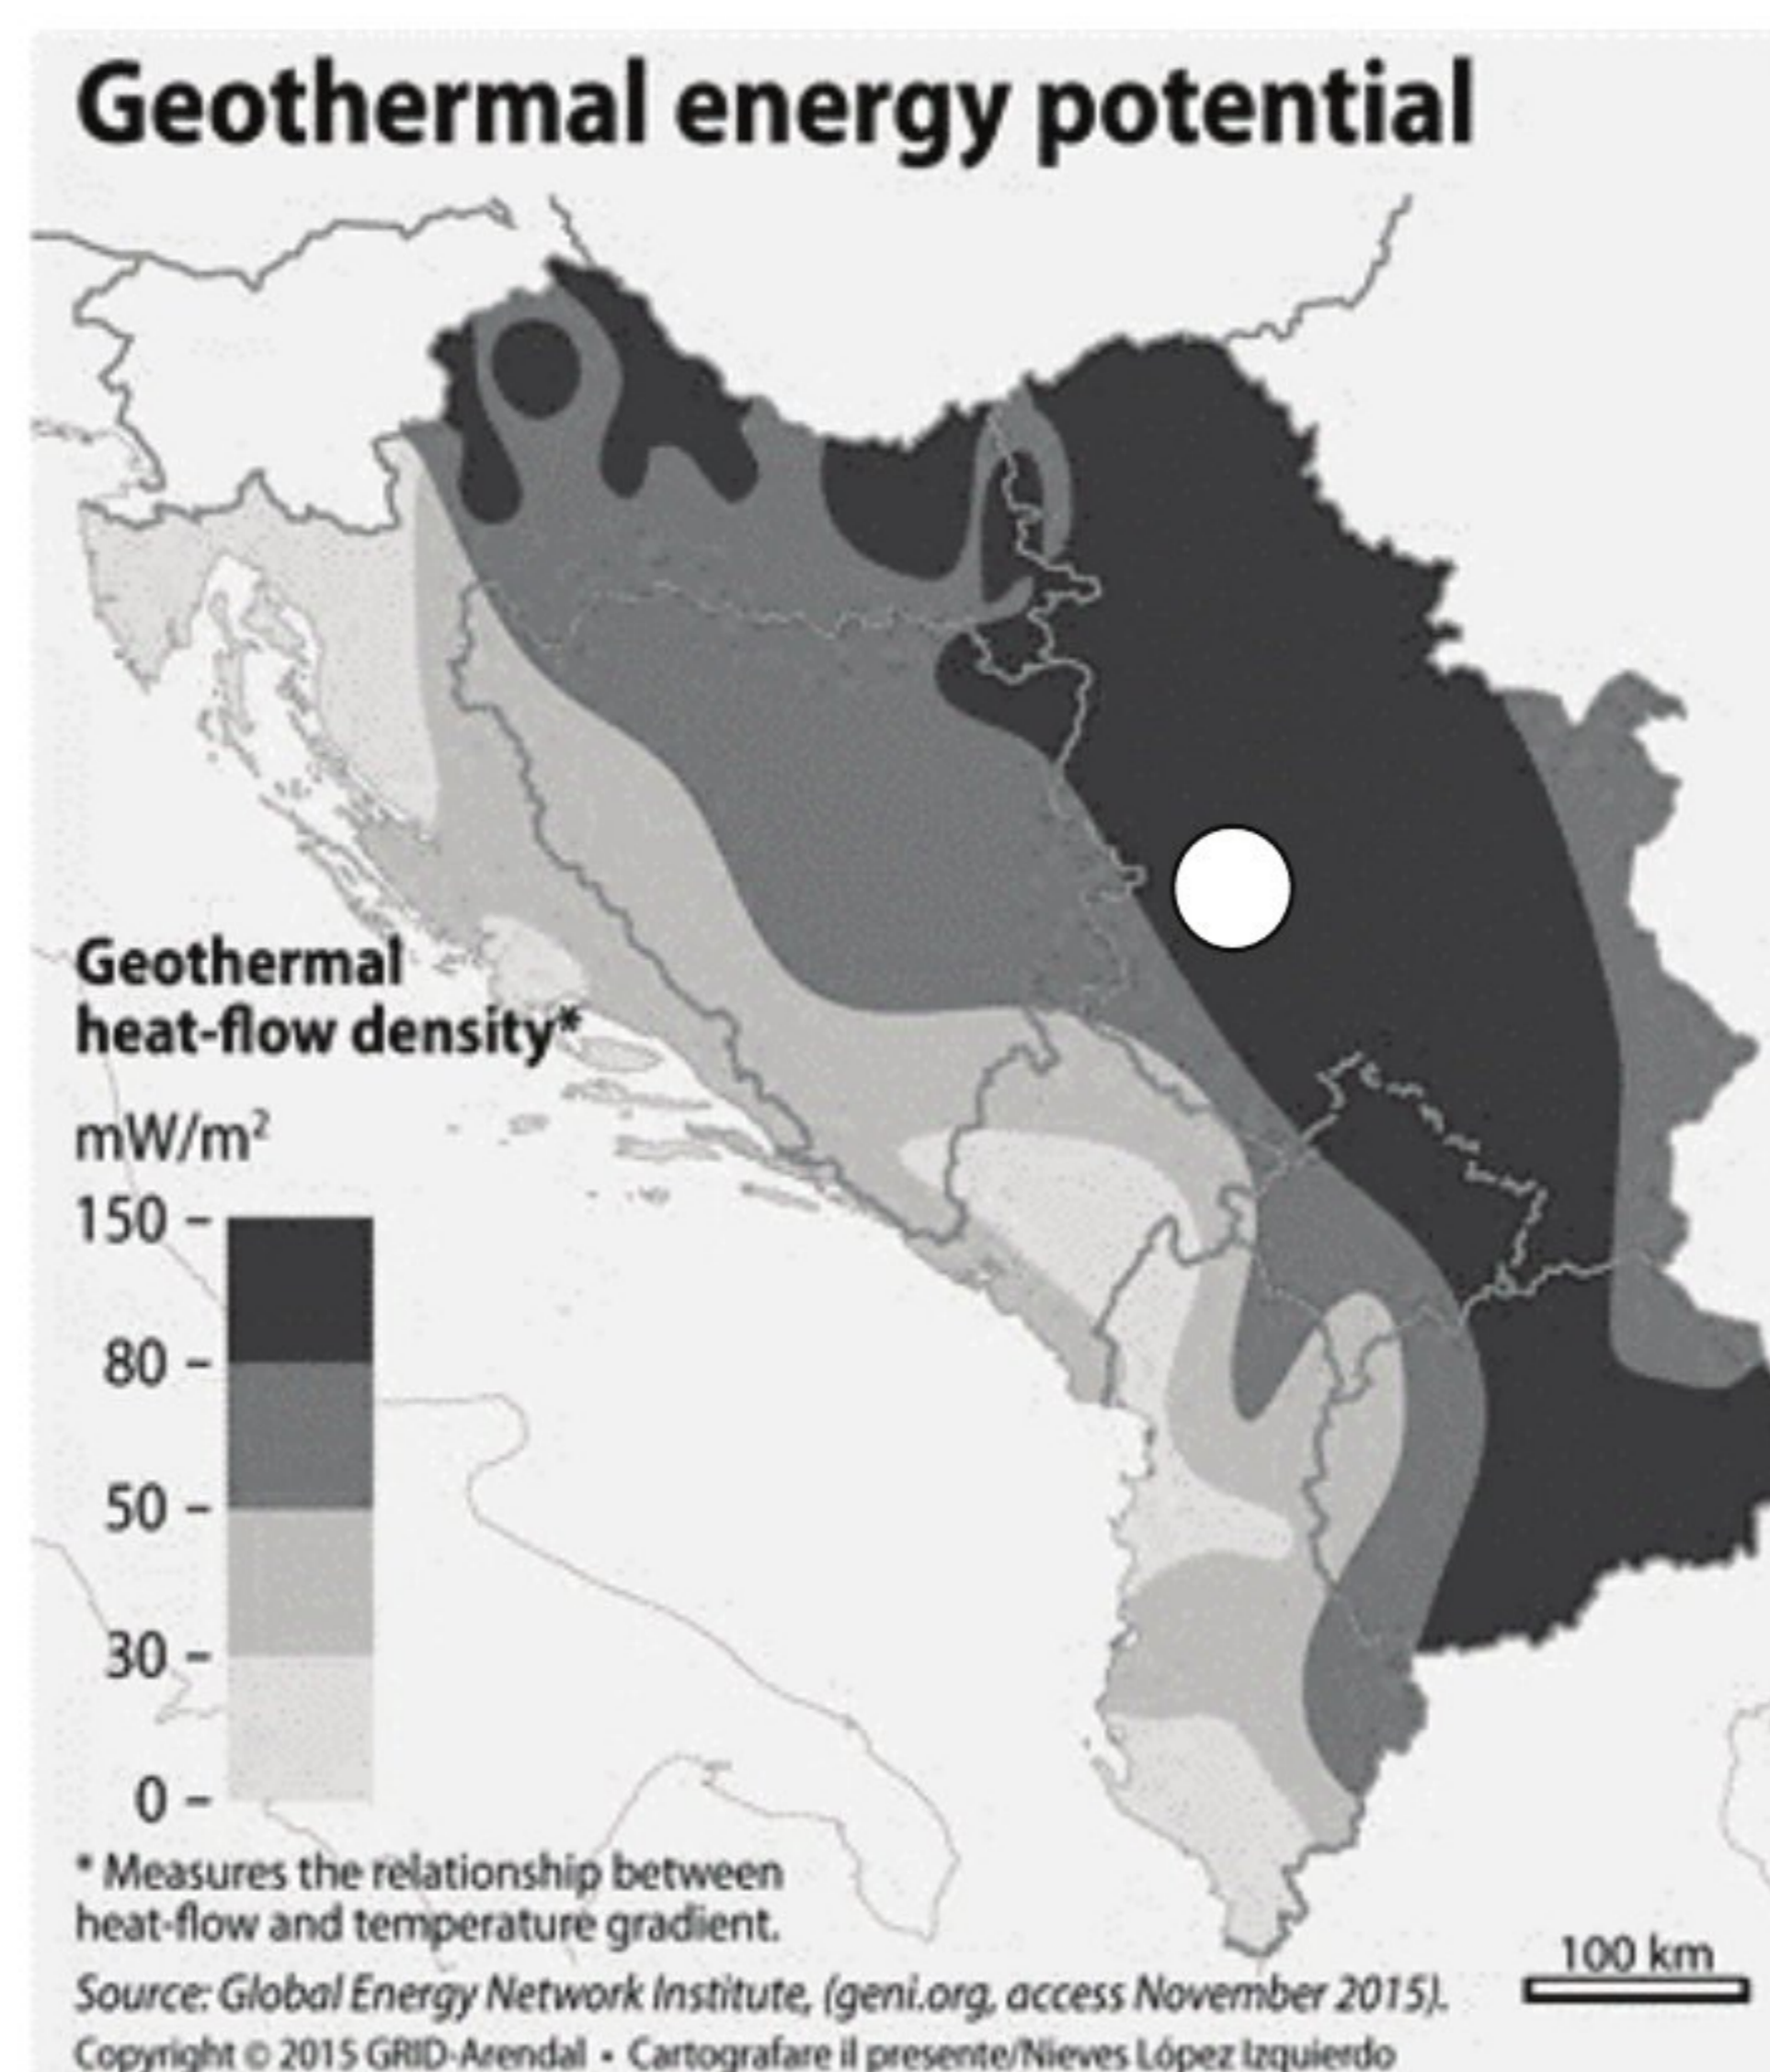 Geothermal energy potential
Geothermal
heat-flow density*
mW/m²
150 –
80 –
50 –
30 –
0 –
* Measures the relationship between
heat-flow and temperature gradient.
100 km
Source: Global Energy Network Institute, (geni.org, access November 2015).
Copyright © 2015 GRID-Arendal • Cartografare il presente/Nieves López Izquierdo